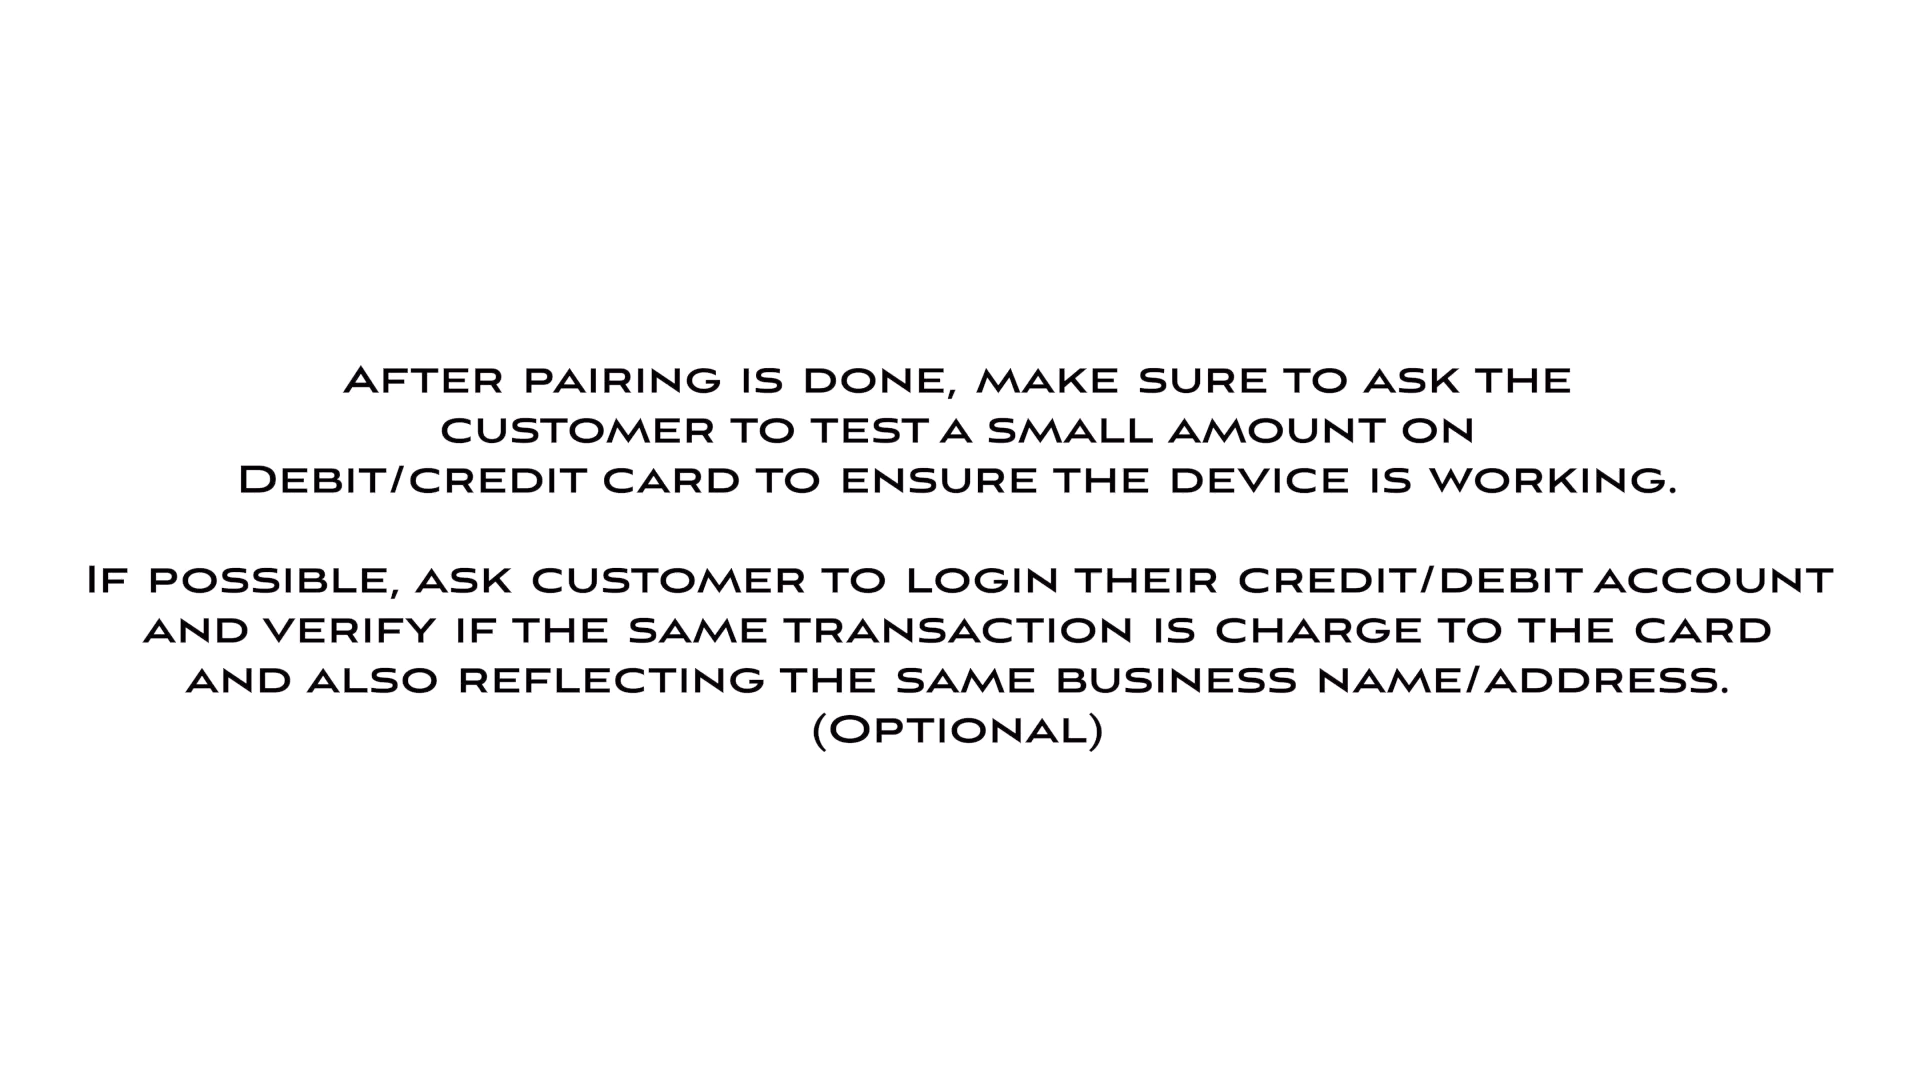 After pairing is done, make sure to ask the
customer to test a small amount on
Debit/credit card to ensure the device is working.
If possible, ask customer to login their credit/debit account
and verify if the same transaction is charge to the card
and also reflecting the same business name/address.
(Optional)